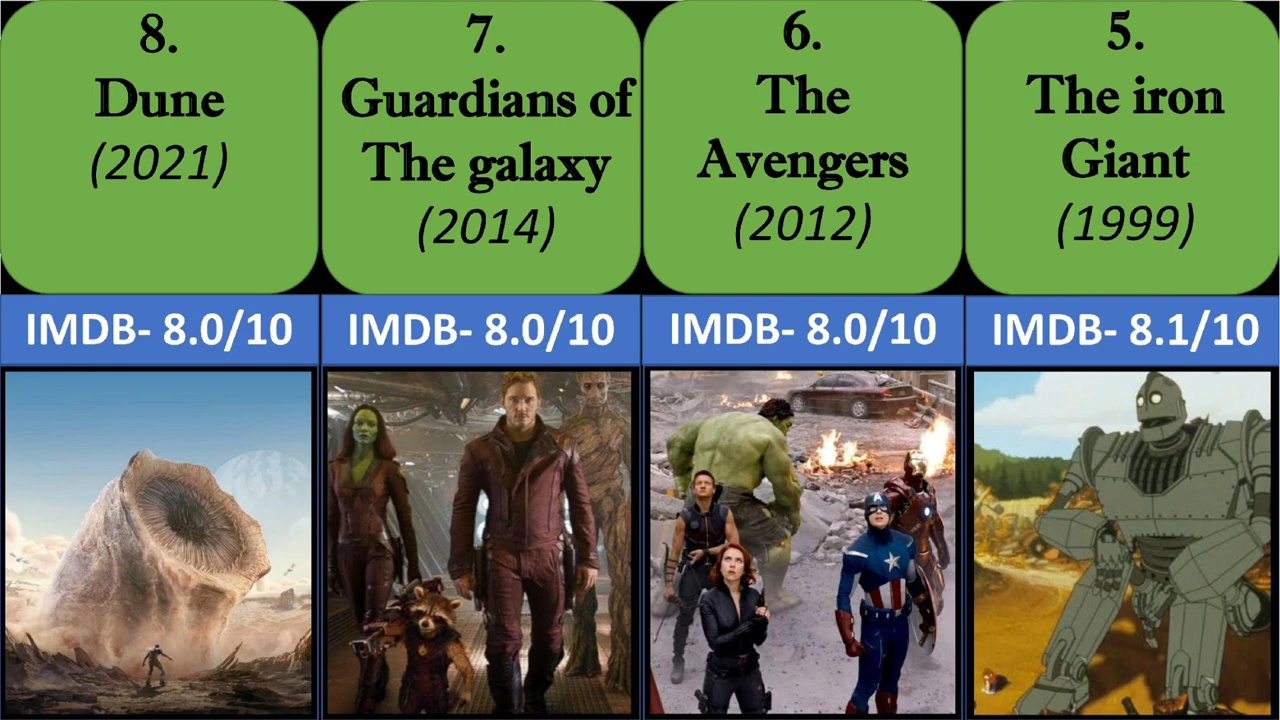 8.
Dune
(2021)
IMDB- 8.0/10
7.
Guardians of
The galaxy
(2014)
IMDB- 8.0/10
6.
The
Avengers
(2012)
IMDB- 8.0/10
5.
The iron
Giant
(1999)
IMDB- 8.1/10